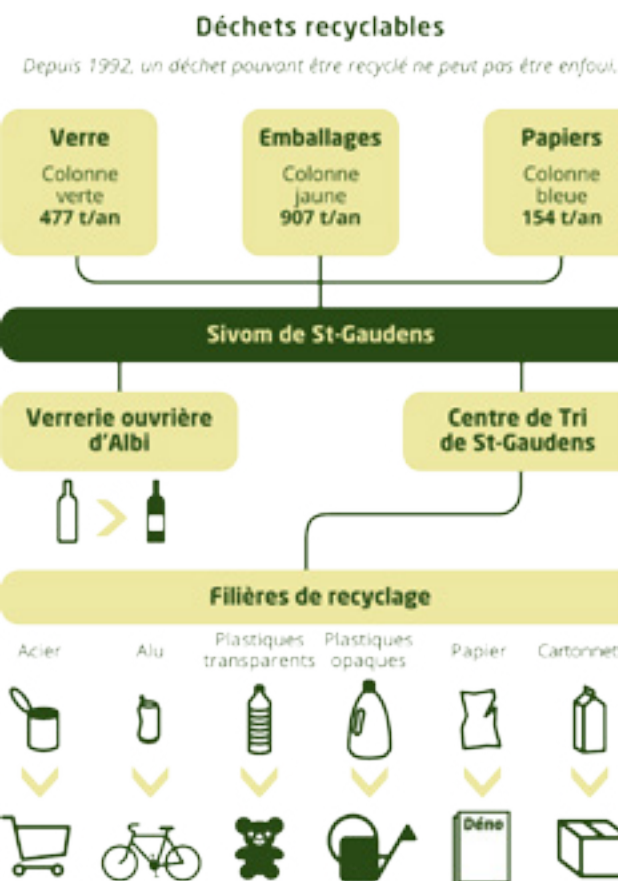 Déchets recyclables
Depuis 1992, un déchet pouvant être recyclé ne peut pas être enfoui.
Verre
Colonne
verte
477 t/an
Emballages
Colonne
jaune
907 t/an
Papiers
Colonne
bleue
154 t/an
Sivom de St-Gaudens
Verrerie ouvrière
d'Albi
Centre de Tri
de St-Gaudens
Filières de recyclage
Acier
Alu
Plastiques
transparents
Plastiques
opaques
Papier
Cartonnet
Déno